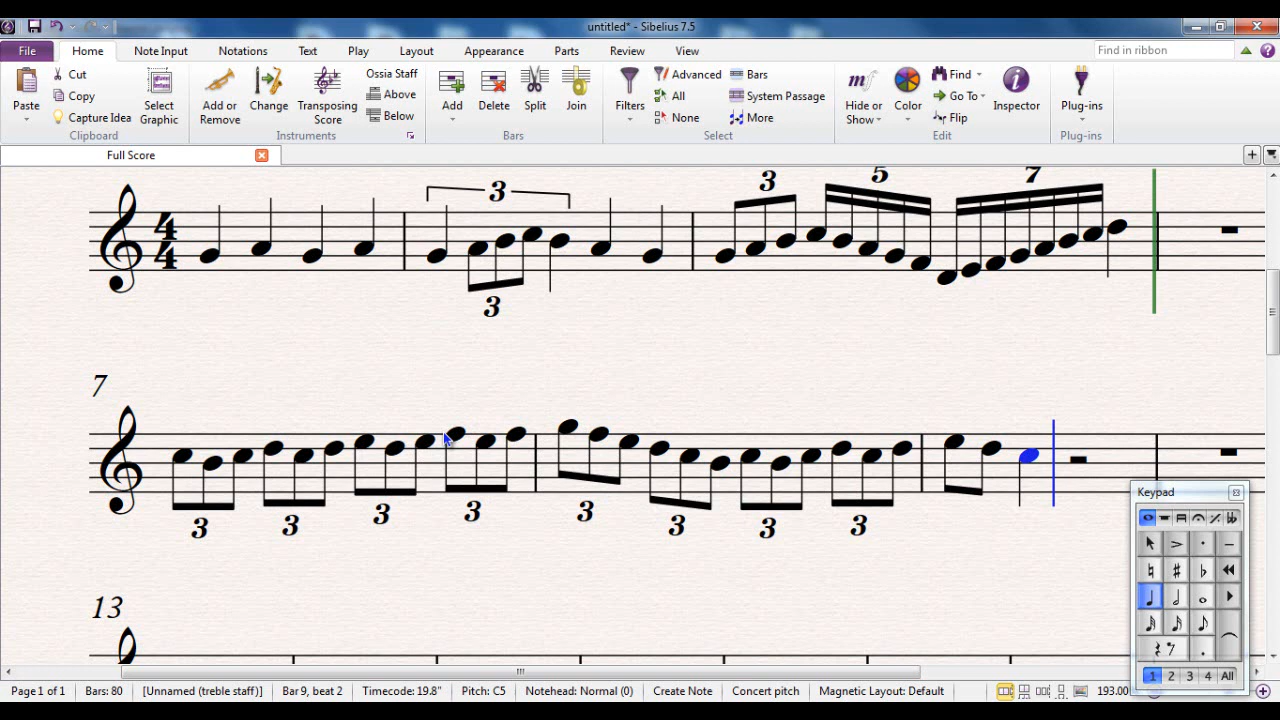 untitled* - Sibelius 7.5
File Home Note Input Notations Text Play Layout Appearance Parts Review View Find in ribbon
Paste Cut Copy Capture Idea Select Graphic Add or Remove Change Transposing Score Ossia Staff Above Below Add Delete Split Join Filters Advanced All None Bars System Passage More Hide or Show Color Find Go To Flip Inspector Plug-ins
Clipboard Instruments Bars Select Edit Plug-ins
Full Score
3 3 5 7
4
4
3
7
3 3 3 3 3 3 3 3
Keypad
13
1 2 3 4 All
Page 1 of 1 Bars: 80 [Unnamed (treble staff)] Bar 9, beat 2 Timecode: 19.8" Pitch: C5 Notehead: Normal (0) Create Note Concert pitch Magnetic Layout: Default 193.00